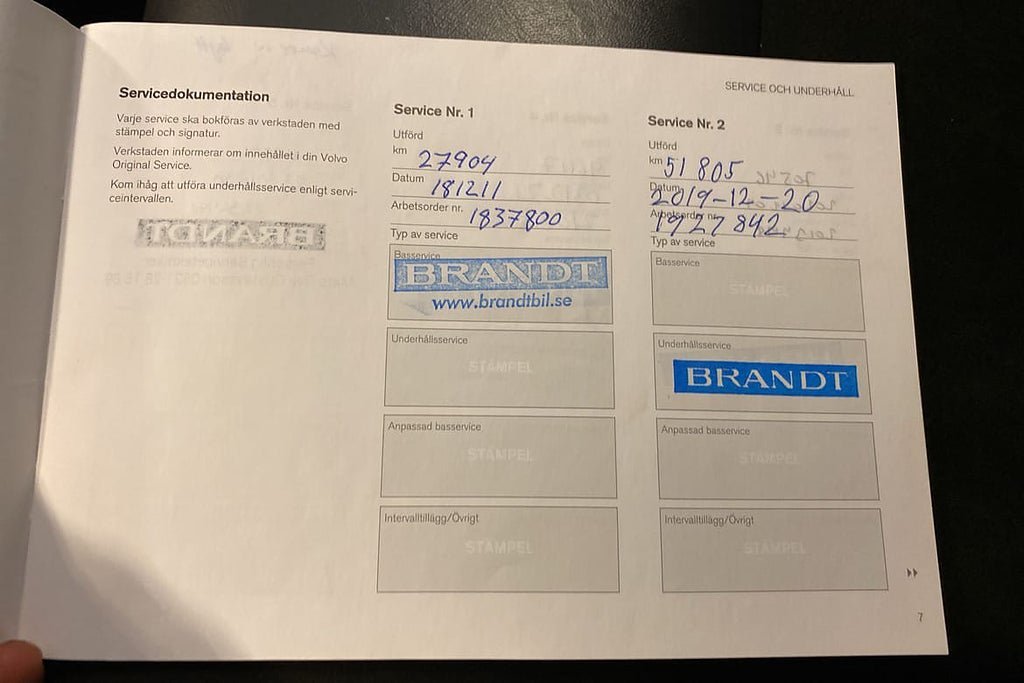 SERVICE OCH UNDERHÅLL
Servicedokumentation
Varje service ska bokföras av verkstaden med
stämpel och signatur.
Verkstaden informerar om innehållet i din Volvo
Original Service.
Kom ihåg att utföra underhållsservice enligt servi-
ceintervallen.
Service Nr. 1
Utförd
km 27904
Datum 181211
Arbetsorder nr. 1837800
Typ av service
Basservice
BRANDT
www.brandtbil.se
Underhållsservice
STÄMPEL
Anpassad basservice
STÄMPEL
Intervalltillägg/Övrigt
STÄMPEL
Service Nr. 2
Utförd
km 51805
Datum 2019-12-20
Arbetsorder nr. 1927842
Typ av service
Basservice
STÄMPEL
Underhållsservice
BRANDT
Anpassad basservice
STÄMPEL
Intervalltillägg/Övrigt
STÄMPEL
7